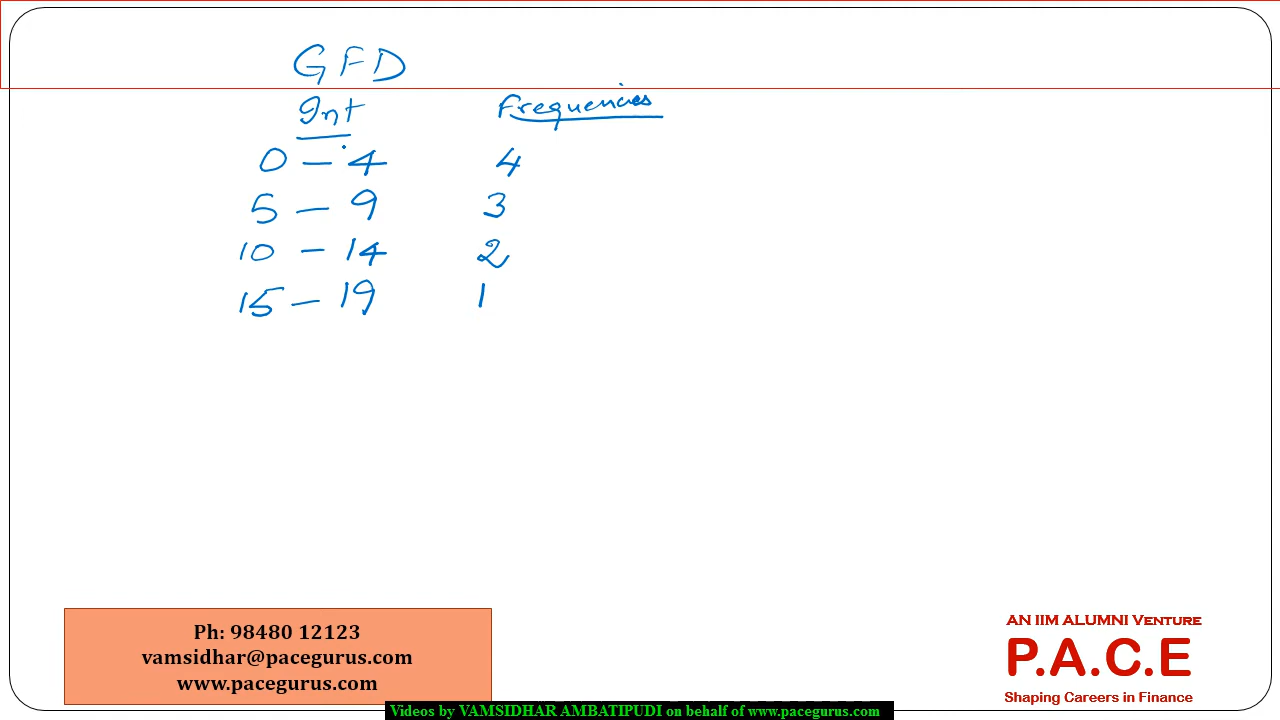 GFD
Int Frequencies
0 - 4 4
5 - 9 3
10 - 14 2
15 - 19 1
Ph: 98480 12123
vamsidhar@pacegurus.com
www.pacegurus.com
AN IIM ALUMNI VENTURE
P.A.C.E
Shaping Careers in Finance
Videos by VAMSIDHAR AMBATIPUDI on behalf of www.pacegurus.com